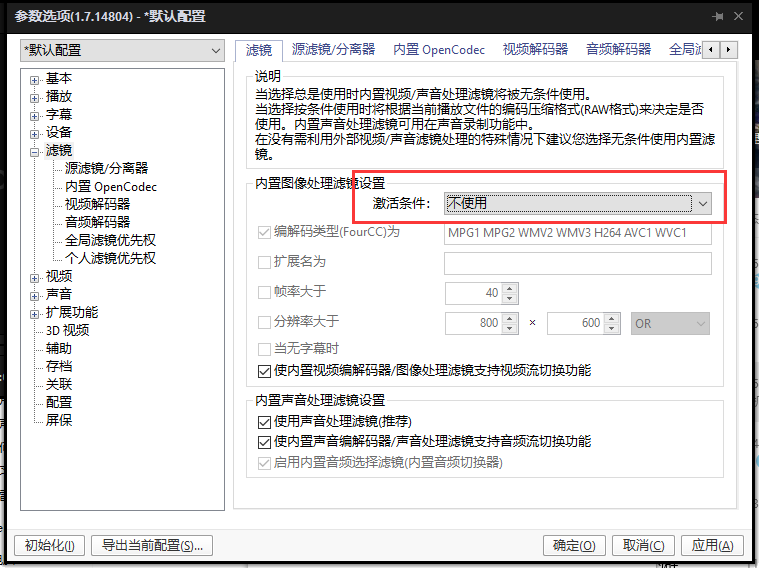 参数选项(1.7.14804) - *默认配置
*默认配置
基本
播放
字幕
设备
滤镜
源滤镜/分离器
内置 OpenCodec
视频解码器
音频解码器
全局滤镜优先权
个人滤镜优先权
视频
声音
扩展功能
3D 视频
辅助
存档
关联
配置
屏保
滤镜 源滤镜/分离器 内置 OpenCodec 视频解码器 音频解码器 全局滤
说明
当选择总是使用时内置视频/声音处理滤镜将被无条件使用。
当选择按条件使用时将根据当前播放文件的编码压缩格式(RAW格式)来决定是否
使用。内置声音处理滤镜可用在声音录制功能中。
在没有需利用外部视频/声音滤镜处理的特殊情况下建议您选择无条件使用内置滤
镜。
内置图像处理滤镜设置
激活条件： 不使用
编解码类型(FourCC)为 MPG1 MPG2 WMV2 WMV3 H264 AVC1 WVC1
扩展名为
帧率大于 40
分辨率大于 800 × 600 OR
当无字幕时
使内置视频编解码器/图像处理滤镜支持视频流切换功能
内置声音处理滤镜设置
使用声音处理滤镜(推荐)
使内置声音编解码器/声音处理滤镜支持音频流切换功能
启用内置音频选择滤镜(内置音频切换器)
初始化(I) 导出当前配置(S)... 确定(O) 取消(C) 应用(A)